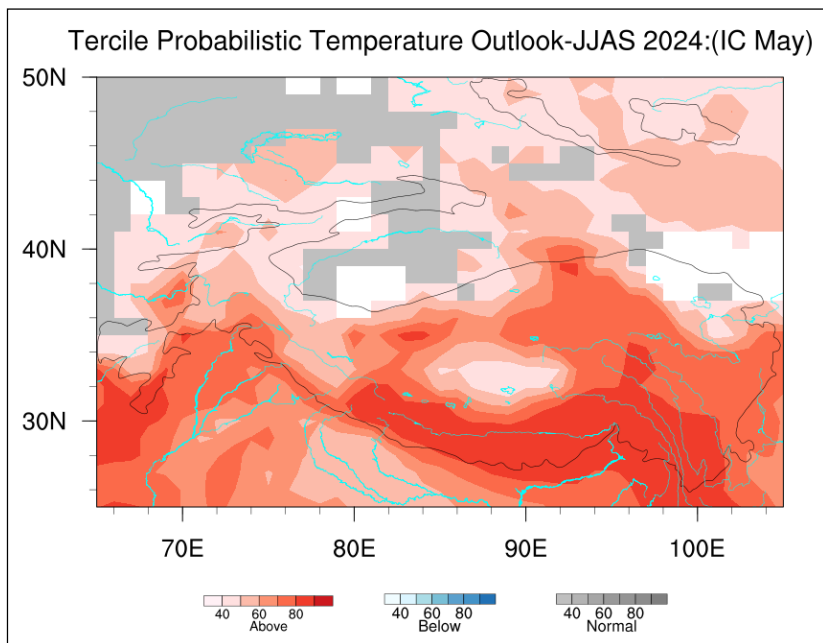 Tercile Probabilistic Temperature Outlook-JJAS 2024:(IC May)
50N
40N
30N
70E 80E 90E 100E
40 60 80 40 60 80 40 60 80
Above Below Normal